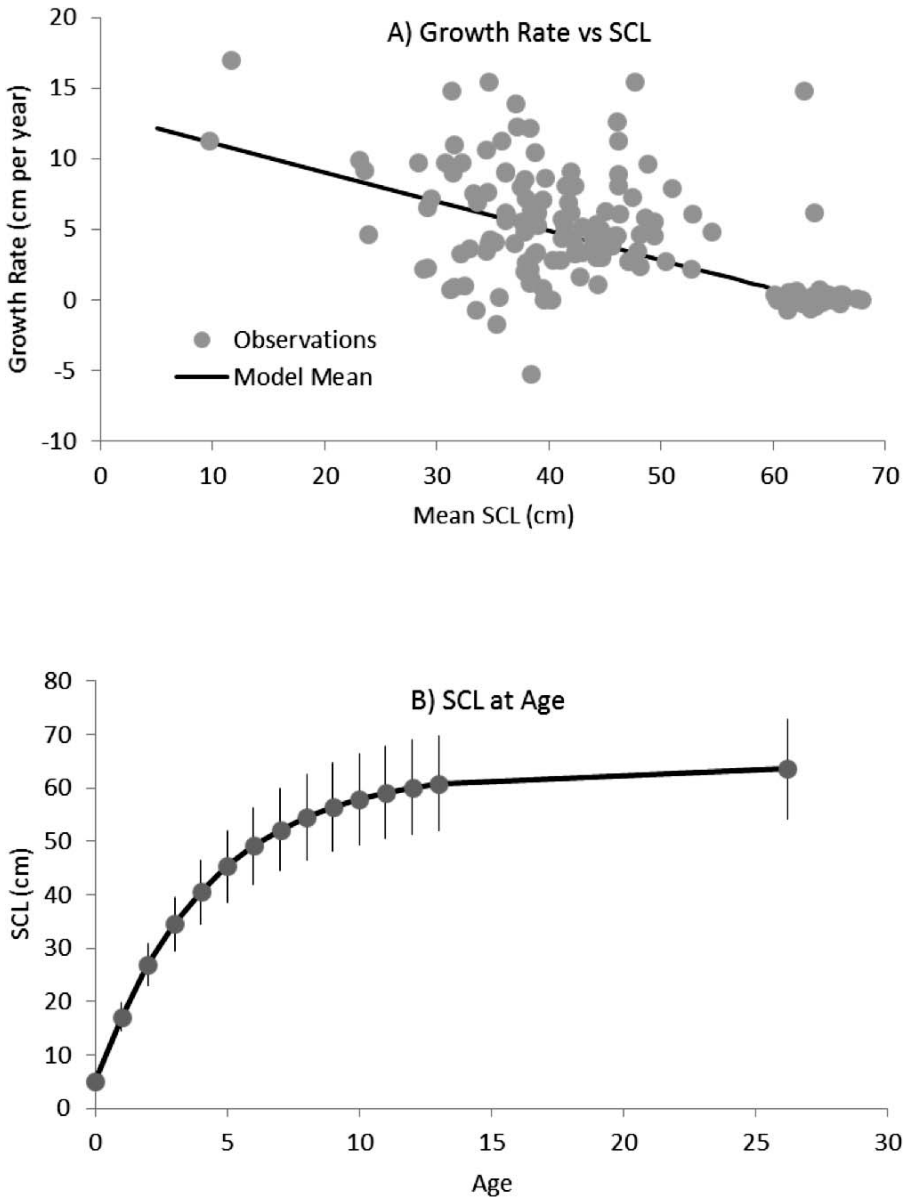 A) Growth Rate vs SCL
Growth Rate (cm per year)
20
15
10
5
0
-5
-10
Observations
Model Mean
0 10 20 30 40 50 60 70
Mean SCL (cm)
B) SCL at Age
SCL (cm)
80
70
60
50
40
30
20
10
0
0 5 10 15 20 25 30
Age